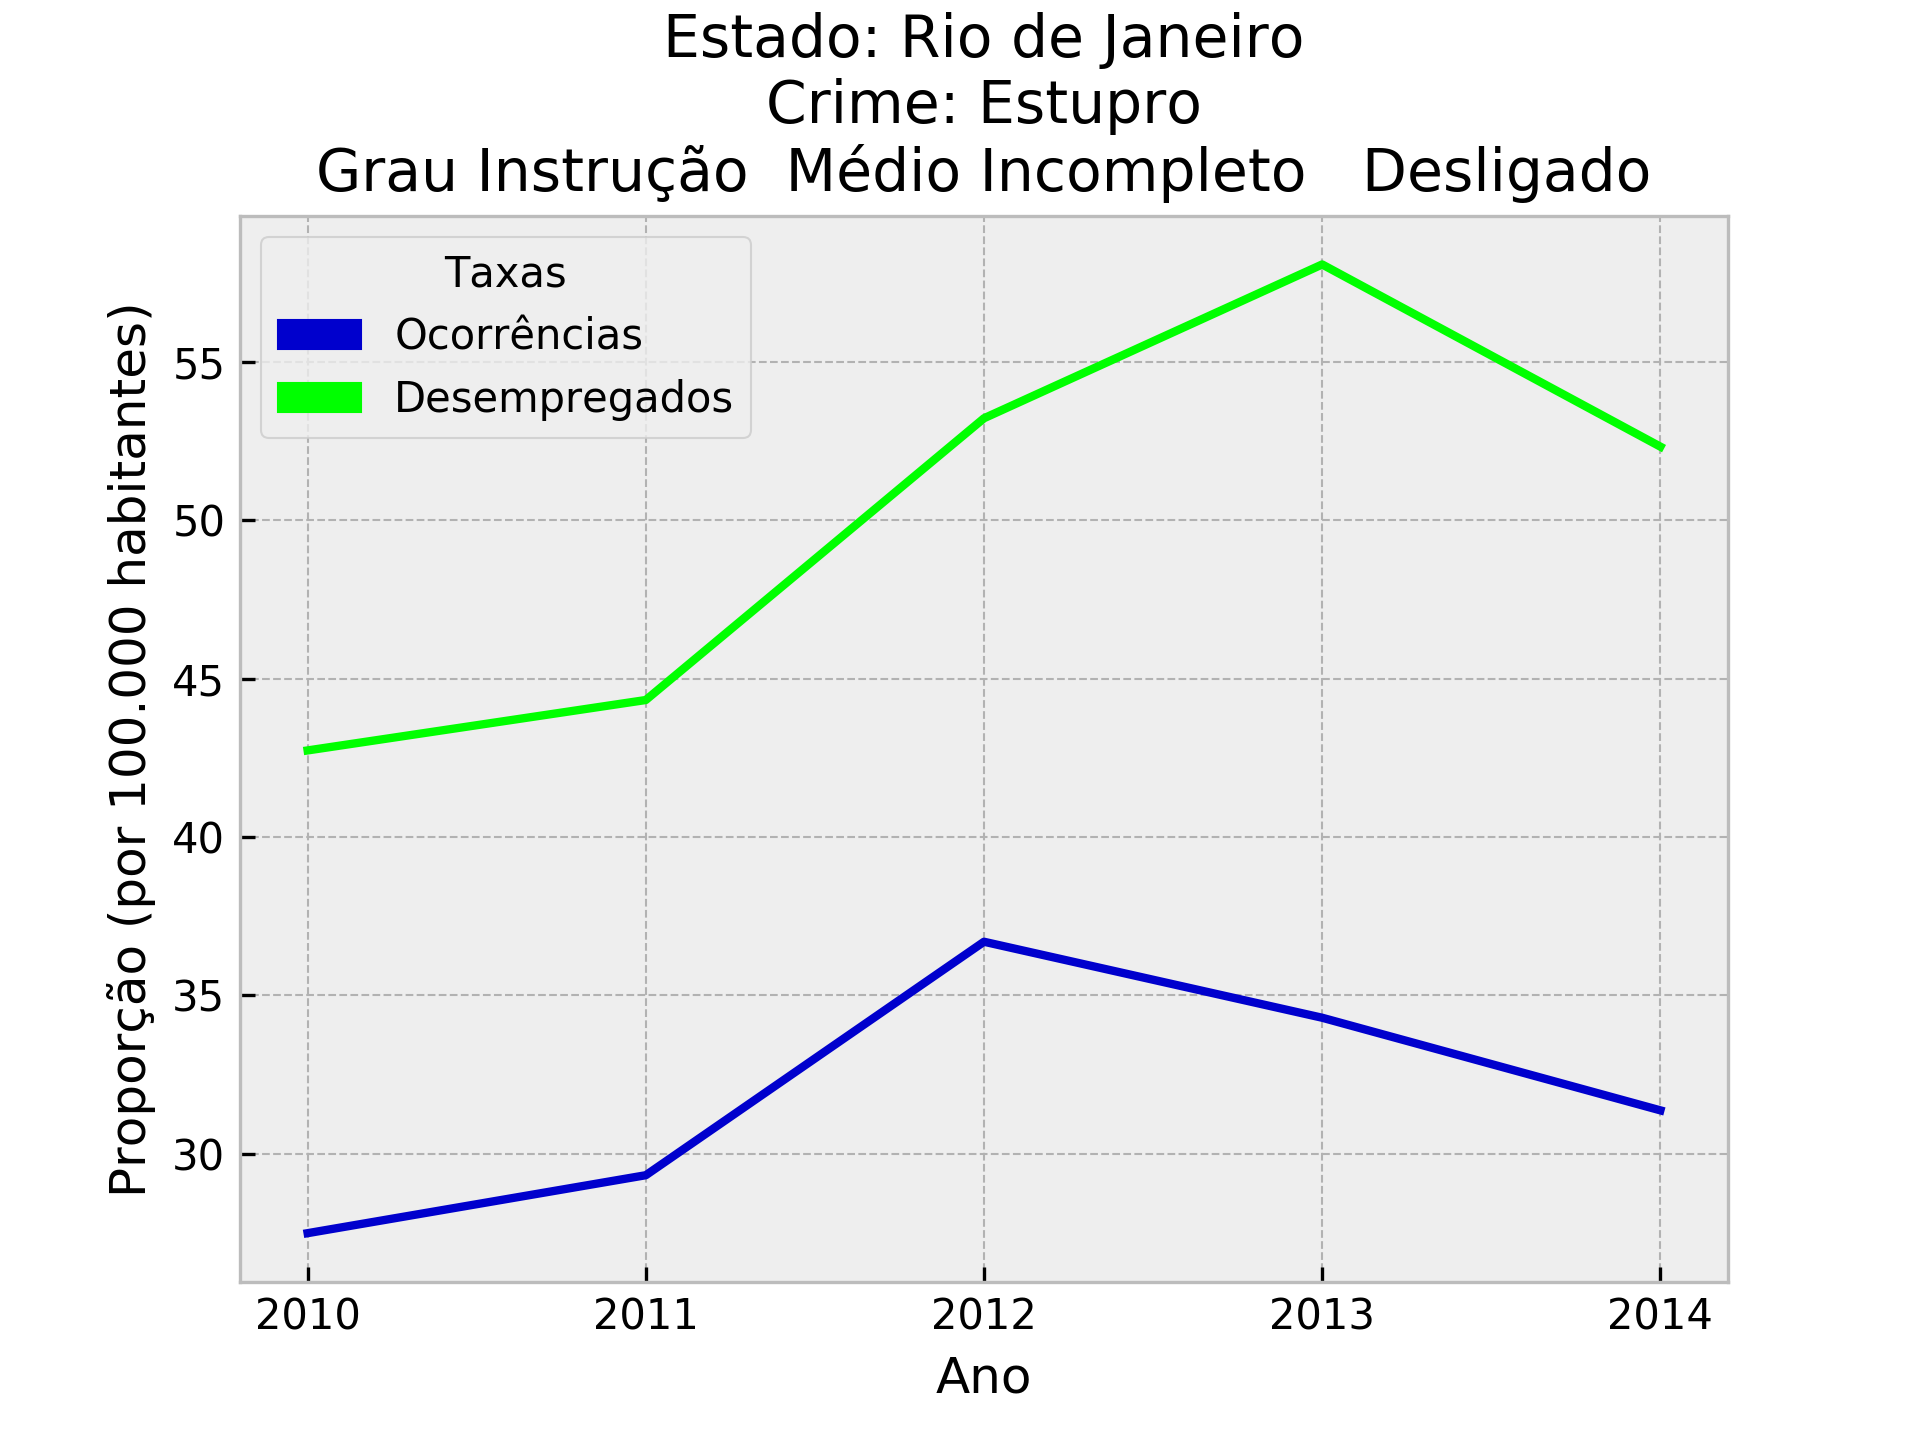 Estado: Rio de Janeiro
Crime: Estupro
Grau Instrução  Médio Incompleto   Desligado
Taxas
Ocorrências
Desempregados
Proporção (por 100.000 habitantes)
55
50
45
40
35
30
2010 2011 2012 2013 2014
Ano